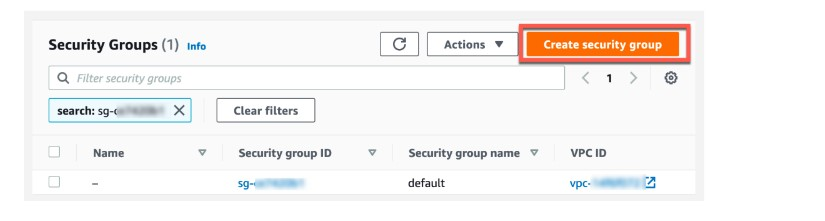 Security Groups (1) Info
Actions
Create security group
Filter security groups
1
search: sg-
Clear filters
Name
Security group ID
Security group name
VPC ID
–
sg-
default
vpc-